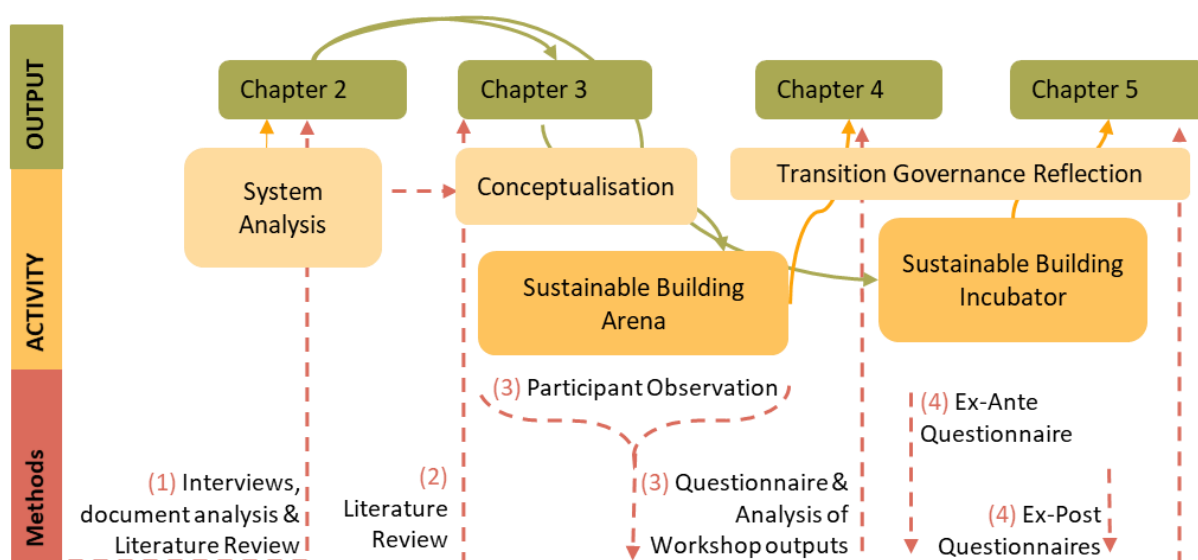 OUTPUT
Chapter 2
Chapter 3
Chapter 4
Chapter 5
ACTIVITY
System
Analysis
Conceptualisation
Transition Governance Reflection
Sustainable Building
Arena
Sustainable Building
Incubator
Methods
(1) Interviews,
document analysis &
Literature Review
(2)
Literature
Review
(3) Participant Observation
(3) Questionnaire &
Analysis of
Workshop outputs
(4) Ex-Ante
Questionnaire
(4) Ex-Post
Questionnaires